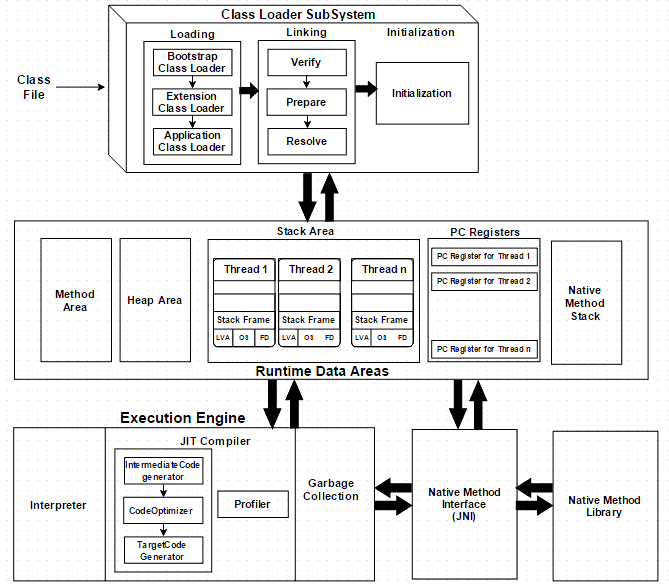 Class Loader SubSystem
Loading
Linking
Initialization
Class
File
Bootstrap
Class Loader
Extension
Class Loader
Application
Class Loader
Verify
Prepare
Resolve
Initialization
Stack Area
PC Registers
Method
Area
Heap Area
Thread 1
Thread 2
Thread n
Stack Frame
Stack Frame
Stack Frame
LVA OS FD
LVA OS FD
LVA OS FD
PC Register for Thread 1
PC Register for Thread 2
PC Register for Thread n
Native
Method
Stack
Runtime Data Areas
Execution Engine
Interpreter
JIT Compiler
IntermediateCode
generator
CodeOptimizer
TargetCode
Generator
Profiler
Garbage
Collection
Native Method
Interface
(JNI)
Native Method
Library